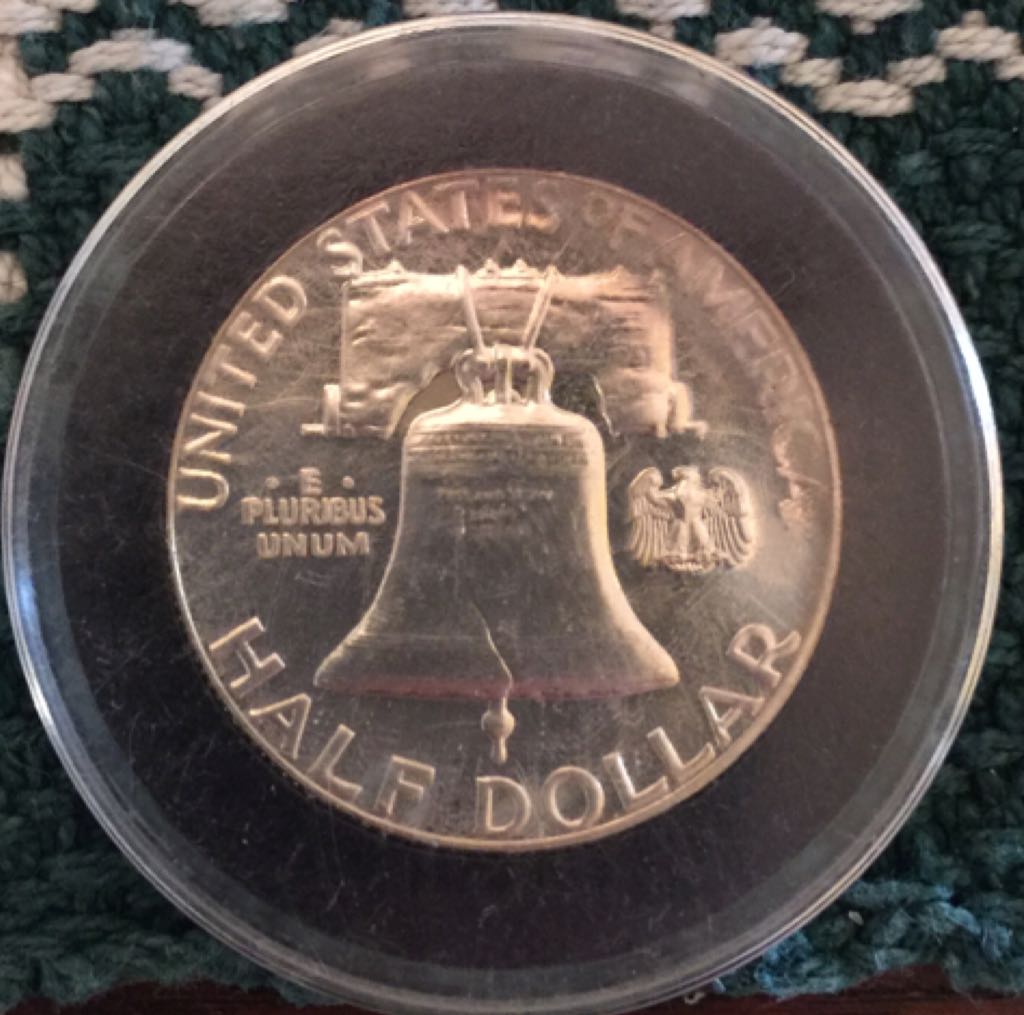 UNITED STATES OF AMERICA
· E ·
PLURIBUS
UNUM
HALF DOLLAR